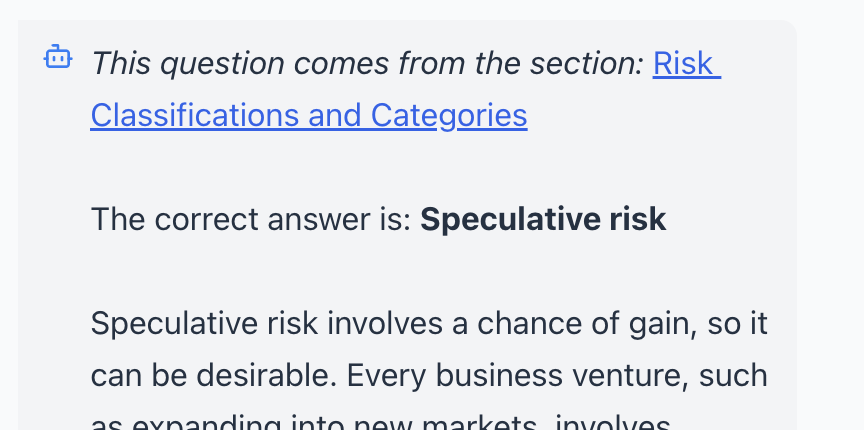 This question comes from the section: Risk
Classifications and Categories
The correct answer is: Speculative risk
Speculative risk involves a chance of gain, so it
can be desirable. Every business venture, such
as expanding into new markets, involves